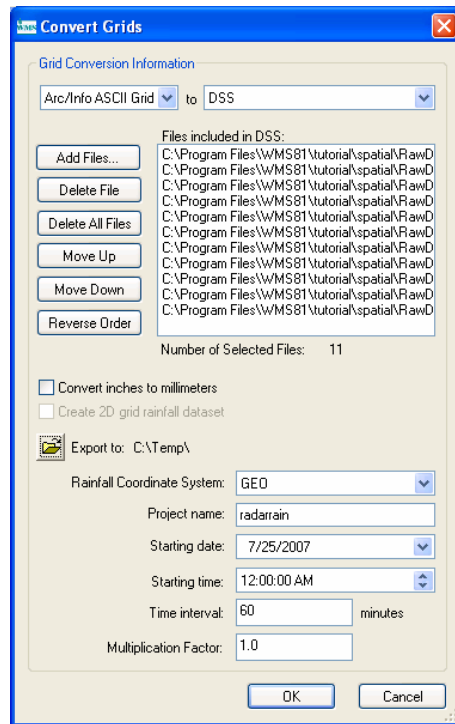 WMS Convert Grids
Grid Conversion Information
Arc/Info ASCII Grid to DSS
Files included in DSS:
Add Files...
Delete File
Delete All Files
Move Up
Move Down
Reverse Order
C:\Program Files\WMS81\tutorial\spatial\RawD
C:\Program Files\WMS81\tutorial\spatial\RawD
C:\Program Files\WMS81\tutorial\spatial\RawD
C:\Program Files\WMS81\tutorial\spatial\RawD
C:\Program Files\WMS81\tutorial\spatial\RawD
C:\Program Files\WMS81\tutorial\spatial\RawD
C:\Program Files\WMS81\tutorial\spatial\RawD
C:\Program Files\WMS81\tutorial\spatial\RawD
C:\Program Files\WMS81\tutorial\spatial\RawD
C:\Program Files\WMS81\tutorial\spatial\RawD
C:\Program Files\WMS81\tutorial\spatial\RawD
Number of Selected Files: 11
Convert inches to millimeters
Create 2D grid rainfall dataset
Export to: C:\Temp\
Rainfall Coordinate System: GEO
Project name: radarrain
Starting date: 7/25/2007
Starting time: 12:00:00 AM
Time interval: 60 minutes
Multiplication Factor: 1.0
OK Cancel